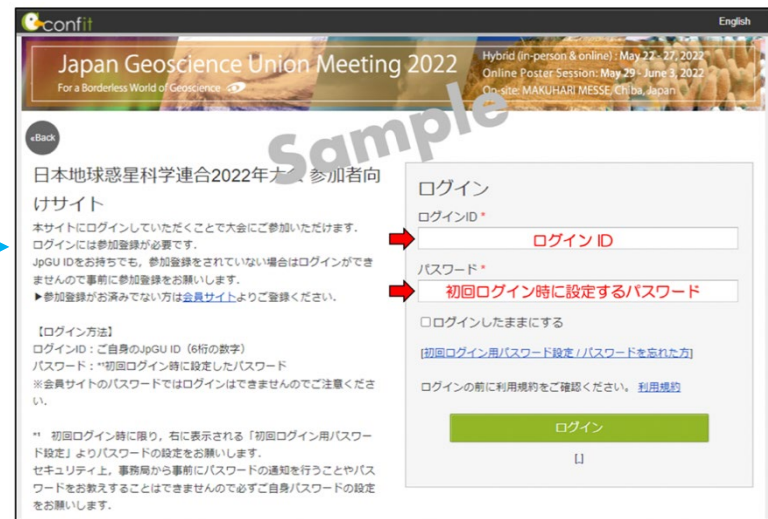 confit
English
Japan Geoscience Union Meeting 2022
For a Borderless World of Geoscience
Hybrid (in-person & online) : May 22 - 27, 2022
Online Poster Session: May 29 - June 3, 2022
On-site: MAKUHARI MESSE, Chiba, Japan
Sample
«Back
日本地球惑星科学連合2022年大会 参加者向
けサイト
本サイトにログインしていただくことで大会にご参加いただけます.
ログインには参加登録が必要です.
JpGU IDをお持ちでも，参加登録をされていない場合はログインができ
ませんので事前に参加登録をお願いします.
▶参加登録がお済みでない方は会員サイトよりご登録ください.
【ログイン方法】
ログインID：ご自身のJpGU ID（6桁の数字）
パスワード：*¹初回ログイン時に設定したパスワード
※会員サイトのパスワードではログインはできませんのでご注意くださ
い.
*¹ 初回ログイン時に限り，右に表示される「初回ログイン用パスワー
ド設定」よりパスワードの設定をお願いします.
セキュリティ上，事務局から事前にパスワードの通知を行うことやパス
ワードをお教えすることはできませんので必ずご自身パスワードの設定
をお願いします.
ログイン
ログインID *
ログイン ID
パスワード *
初回ログイン時に設定するパスワード
ログインしたままにする
[初回ログイン用パスワード設定 / パスワードを忘れた方]
ログインの前に利用規約をご確認ください。 利用規約
ログイン
[.]